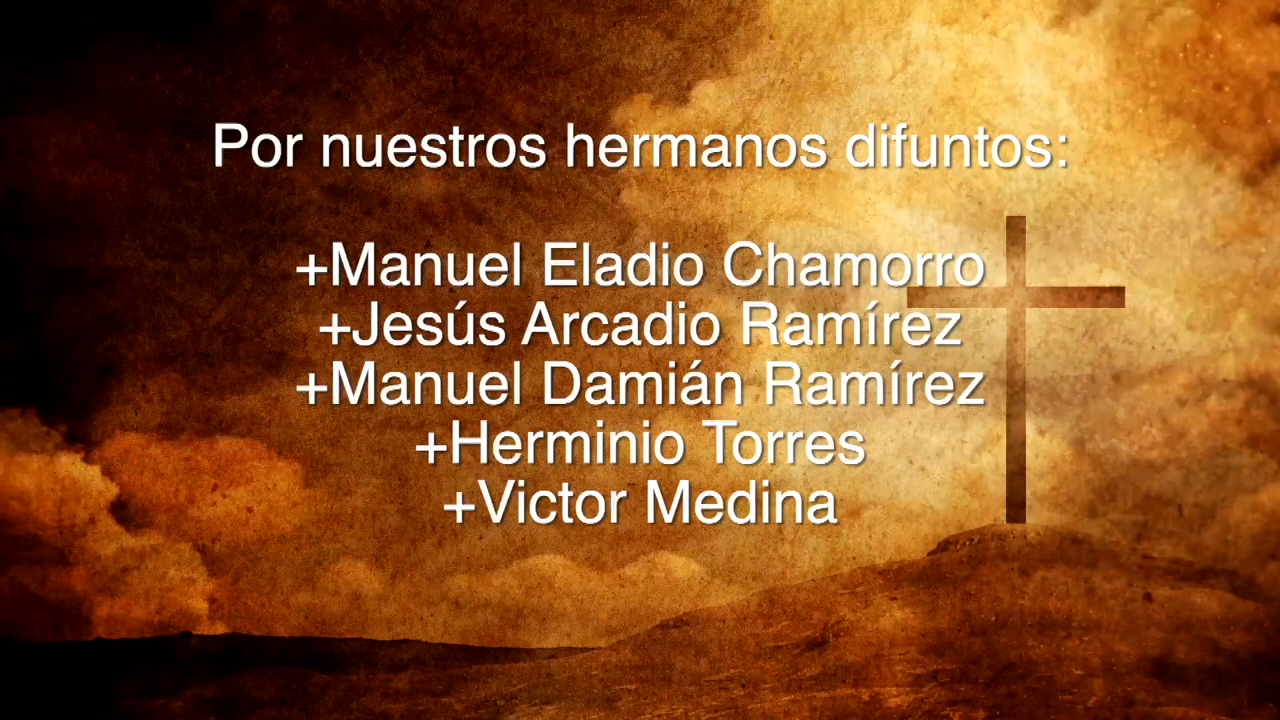 Por nuestros hermanos difuntos:
+Manuel Eladio Chamorro
+Jesús Arcadio Ramírez
+Manuel Damián Ramírez
+Herminio Torres
+Victor Medina